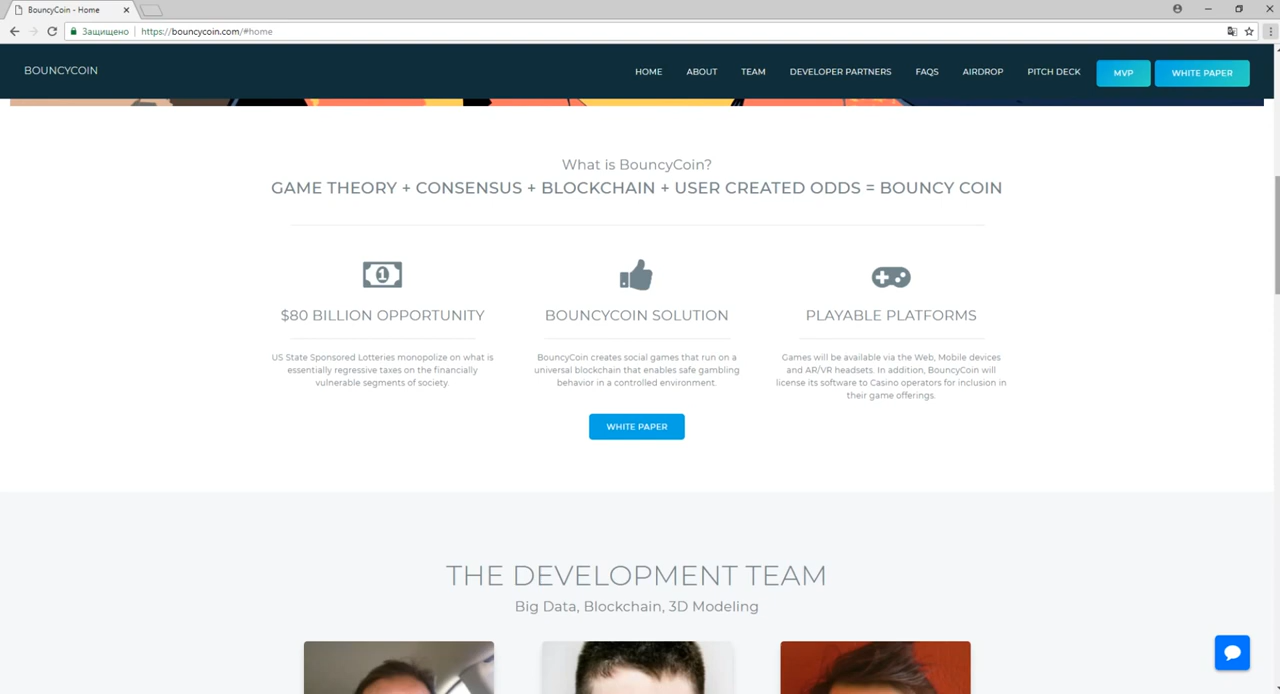 BouncyCoin - Home
Защищено
https://bouncycoin.com/#home
BOUNCYCOIN
HOME
ABOUT
TEAM
DEVELOPER PARTNERS
FAQS
AIRDROP
PITCH DECK
MVP
WHITE PAPER
What is BouncyCoin?
GAME THEORY + CONSENSUS + BLOCKCHAIN + USER CREATED ODDS = BOUNCY COIN
$80 BILLION OPPORTUNITY
US State Sponsored Lotteries monopolize on what is
essentially regressive taxes on the financially
vulnerable segments of society.
BOUNCYCOIN SOLUTION
BouncyCoin creates social games that run on a
universal blockchain that enables safe gambling
behavior in a controlled environment.
PLAYABLE PLATFORMS
Games will be available via the Web, Mobile devices
and AR/VR headsets. In addition, BouncyCoin will
license its software to Casino operators for inclusion in
their game offerings.
WHITE PAPER
THE DEVELOPMENT TEAM
Big Data, Blockchain, 3D Modeling